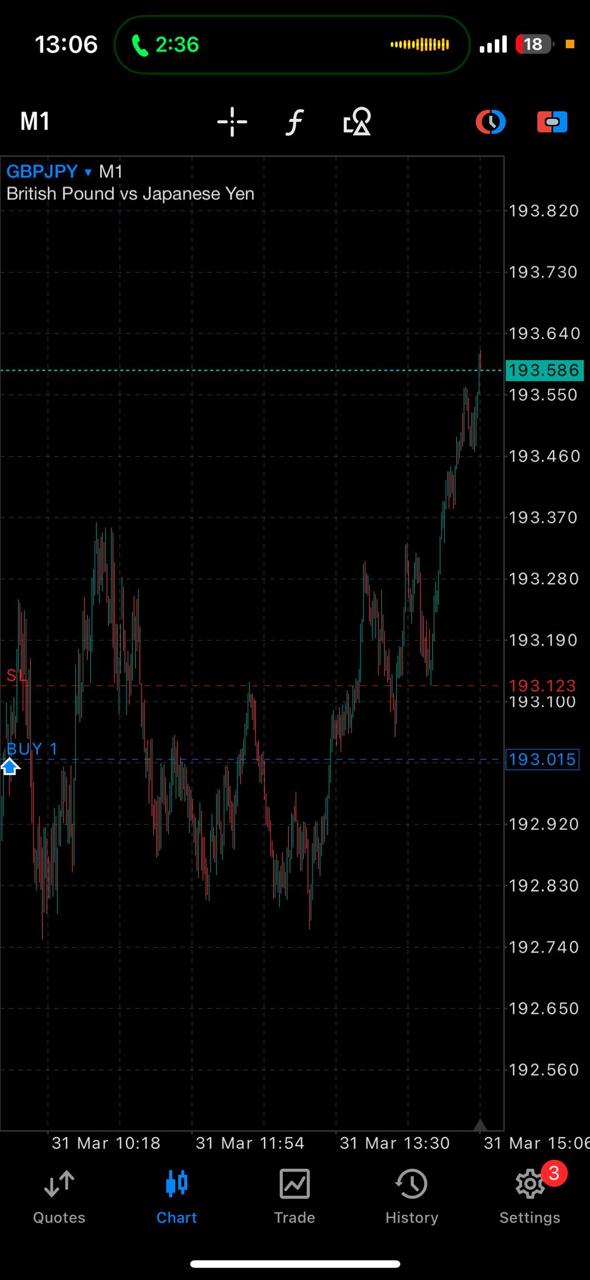 13:06
2:36
18
M1
f
GBPJPY M1
British Pound vs Japanese Yen
193.820
193.730
193.640
193.586
193.550
193.460
193.370
193.280
193.190
SL
193.123
193.100
BUY 1
193.015
192.920
192.830
192.740
192.650
192.560
31 Mar 10:18 31 Mar 11:54 31 Mar 13:30 31 Mar 15:06
3
Quotes Chart Trade History Settings